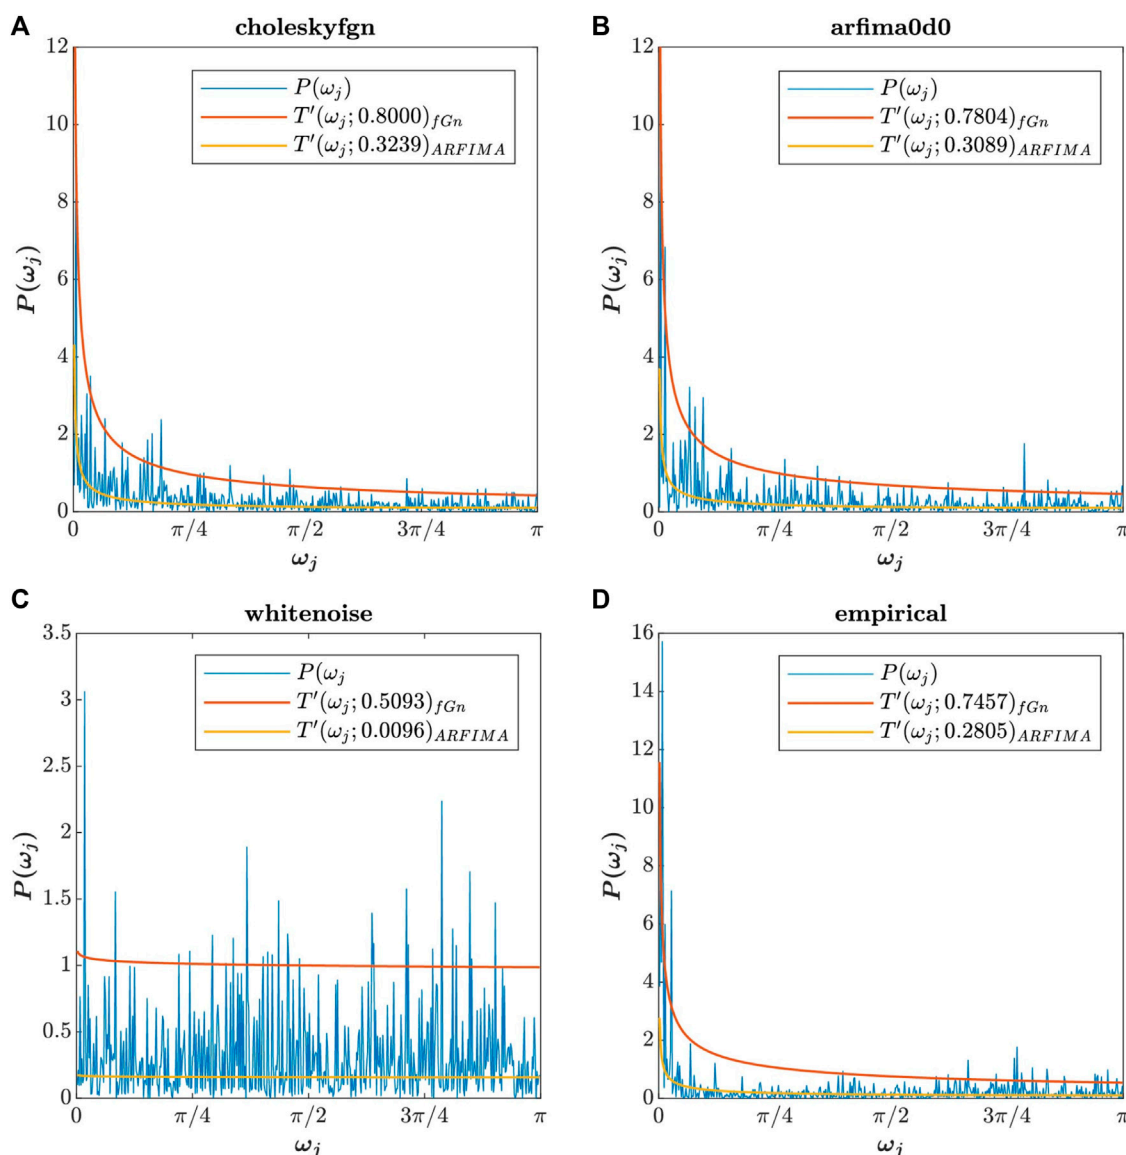 A
choleskyfgn
P(ω_j)
T′(ω_j; 0.8000)_fGn
T′(ω_j; 0.3239)_ARFIMA
P(ω_j)
12
10
8
6
4
2
0
0 π/4 π/2 3π/4 π
ω_j
B
arfima0d0
P(ω_j)
T′(ω_j; 0.7804)_fGn
T′(ω_j; 0.3089)_ARFIMA
P(ω_j)
12
10
8
6
4
2
0
0 π/4 π/2 3π/4 π
ω_j
C
whitenoise
P(ω_j
T′(ω_j; 0.5093)_fGn
T′(ω_j; 0.0096)_ARFIMA
P(ω_j)
3.5
3
2.5
2
1.5
1
0.5
0
0 π/4 π/2 3π/4 π
ω_j
D
empirical
P(ω_j)
T′(ω_j; 0.7457)_fGn
T′(ω_j; 0.2805)_ARFIMA
P(ω_j)
16
14
12
10
8
6
4
2
0
0 π/4 π/2 3π/4 π
ω_j